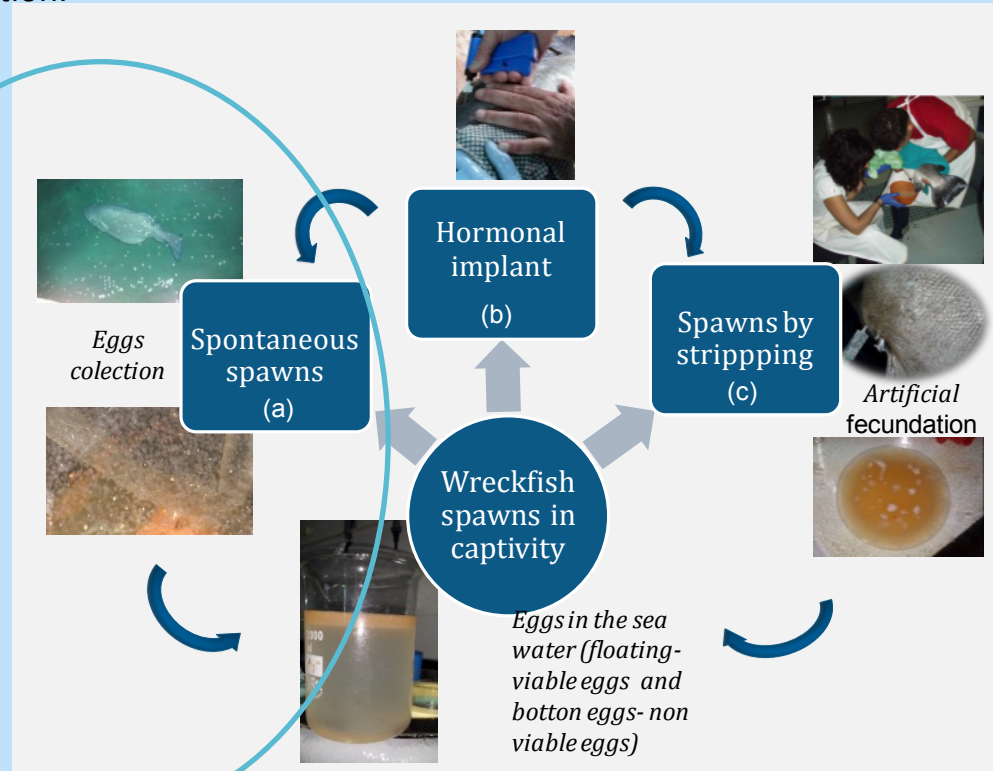 Hormonal
implant
(b)
Spontaneous
spawns
(a)
Spawns by
strippping
(c)
Eggs
colection
Artificial
fecundation
Wreckfish
spawns in
captivity
Eggs in the sea
water (floating-
viable eggs and
botton eggs- non
viable eggs)